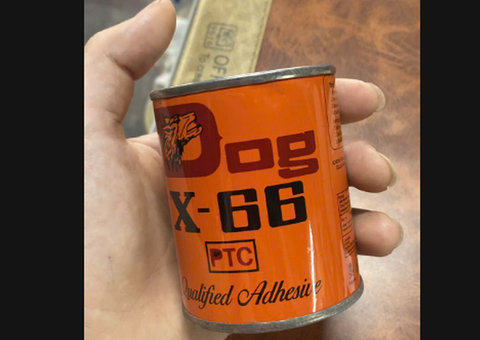 Dog
X-66
PTC
Qualified Adhesive